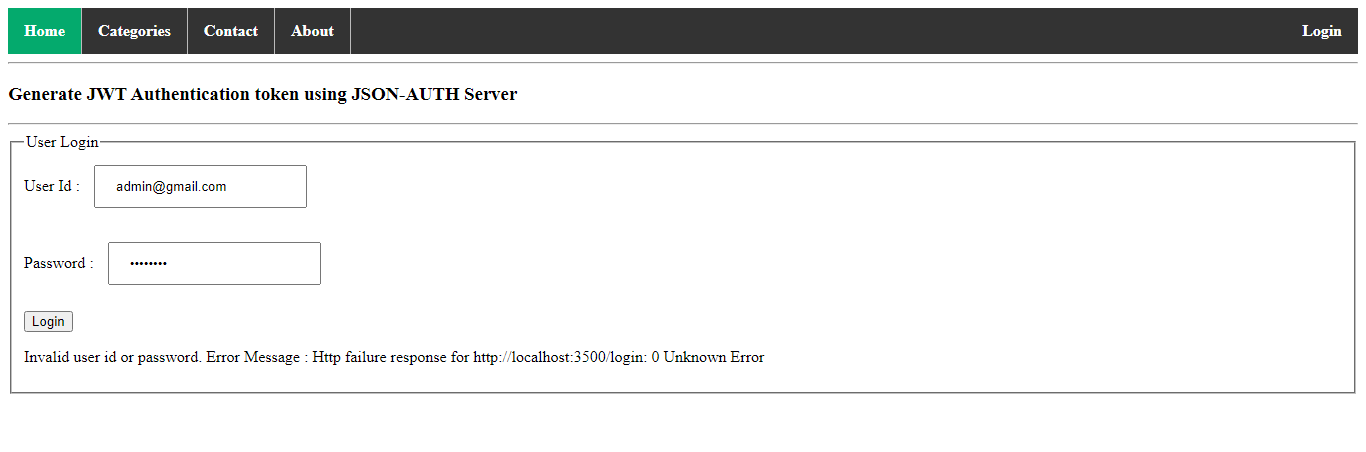 Home Categories Contact About Login
Generate JWT Authentication token using JSON-AUTH Server
User Login
User Id : admin@gmail.com
Password : ••••••••
Login
Invalid user id or password. Error Message : Http failure response for http://localhost:3500/login: 0 Unknown Error